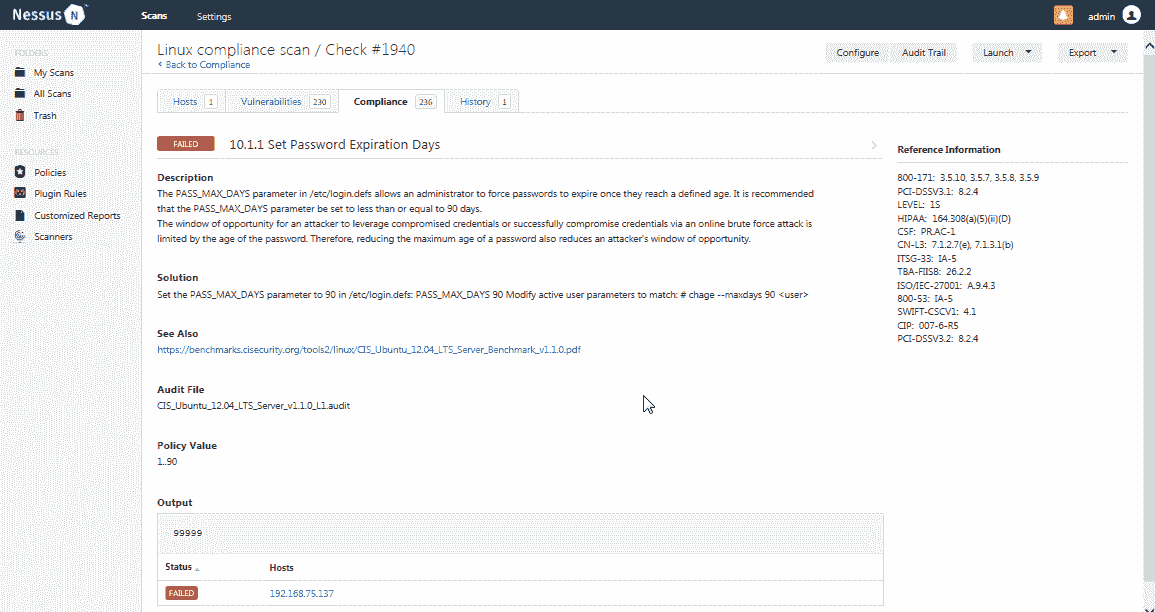 Nessus N
Scans
Settings
admin
FOLDERS
My Scans
All Scans
Trash
RESOURCES
Policies
Plugin Rules
Customized Reports
Scanners
Linux compliance scan / Check #1940
Back to Compliance
Configure
Audit Trail
Launch
Export
Hosts 1
Vulnerabilities 230
Compliance 236
History 1
FAILED 10.1.1 Set Password Expiration Days
Description
The PASS_MAX_DAYS parameter in /etc/login.defs allows an administrator to force passwords to expire once they reach a defined age. It is recommended
that the PASS_MAX_DAYS parameter be set to less than or equal to 90 days.
The window of opportunity for an attacker to leverage compromised credentials or successfully compromise credentials via an online brute force attack is
limited by the age of the password. Therefore, reducing the maximum age of a password also reduces an attacker's window of opportunity.
Solution
Set the PASS_MAX_DAYS parameter to 90 in /etc/login.defs: PASS_MAX_DAYS 90 Modify active user parameters to match: # chage --maxdays 90 <user>
See Also
https://benchmarks.cisecurity.org/tools2/linux/CIS_Ubuntu_12.04_LTS_Server_Benchmark_v1.1.0.pdf
Audit File
CIS_Ubuntu_12.04_LTS_Server_v1.1.0_L1.audit
Policy Value
1..90
Output
99999
Status Hosts
FAILED 192.168.75.137
Reference Information
800-171: 3.5.10, 3.5.7, 3.5.8, 3.5.9
PCI-DSSV3.1: 8.2.4
LEVEL: 1S
HIPAA: 164.308(a)(5)(ii)(D)
CSF: PR.AC-1
CN-L3: 7.1.2.7(e), 7.1.3.1(b)
ITSG-33: IA-5
TBA-FIISB: 26.2.2
ISO/IEC-27001: A.9.4.3
800-53: IA-5
SWIFT-CSCV1: 4.1
CIP: 007-6-R5
PCI-DSSV3.2: 8.2.4